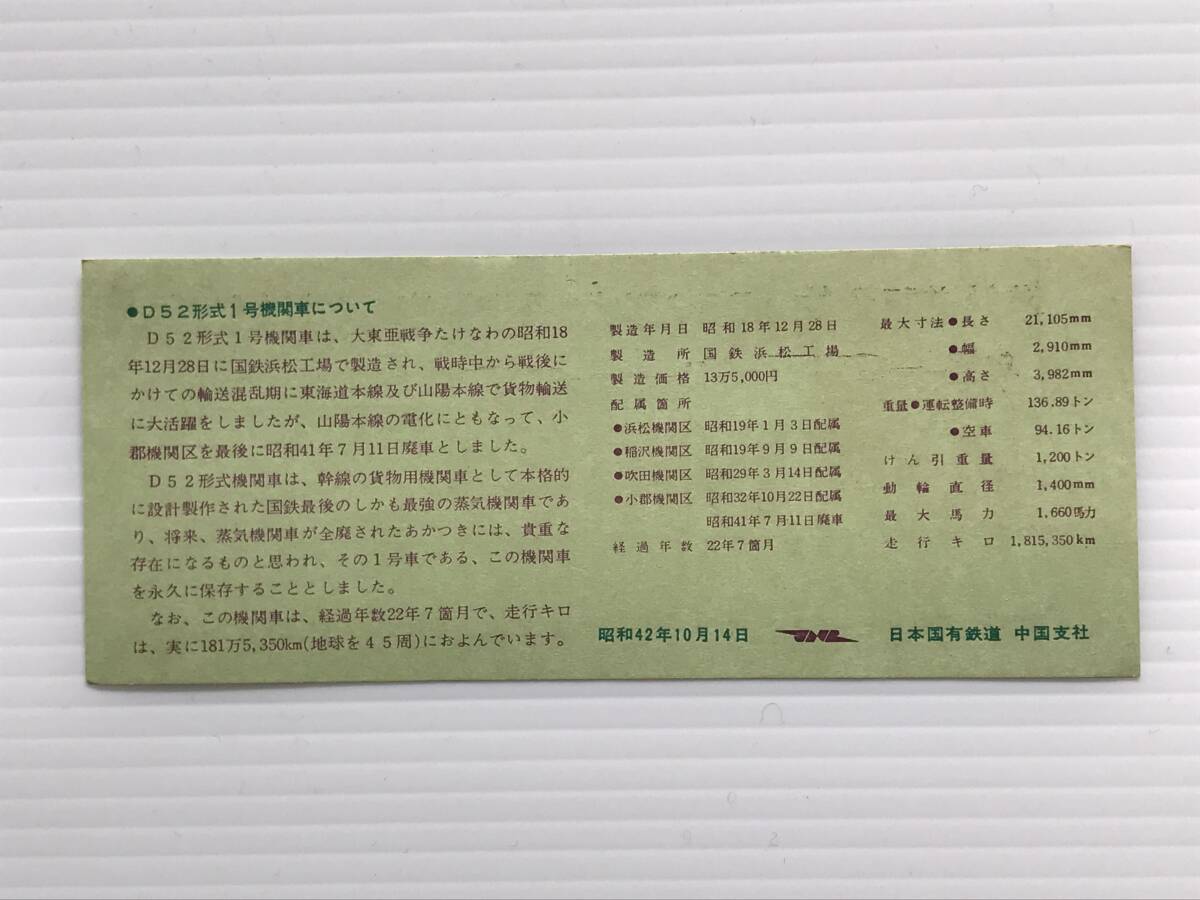 ●D52形式1号機関車について
D52形式1号機関車は、大東亜戦争たけなわの昭和18
年12月28日に国鉄浜松工場で製造され、戦時中から戦後に
かけての輸送混乱期に東海道本線及び山陽本線で貨物輸送
に大活躍をしましたが、山陽本線の電化にともなって、小
郡機関区を最後に昭和41年7月11日廃車としました。
D52形式機関車は、幹線の貨物用機関車として本格的
に設計製作された国鉄最後のしかも最強の蒸気機関車であ
り、将来、蒸気機関車が全廃されたあかつきには、貴重な
存在になるものと思われ、その1号車である、この機関車
を永久に保存することとしました。
なお、この機関車は、経過年数22年7箇月で、走行キロ
は、実に181万5,350km(地球を45周)におよんでいます。
製造年月日 昭和18年12月28日
製造所 国鉄浜松工場
製造価格 13万5,000円
配属箇所
●浜松機関区 昭和19年1月3日配属
●稲沢機関区 昭和19年9月9日配属
●吹田機関区 昭和29年3月14日配属
●小郡機関区 昭和32年10月22日配属
昭和41年7月11日廃車
経過年数 22年7箇月
最大寸法●長さ 21,105mm
●幅 2,910mm
●高さ 3,982mm
重量●運転整備時 136.89トン
●空車 94.16トン
けん引重量 1,200トン
動輪直径 1,400mm
最大馬力 1,660馬力
走行キロ 1,815,350km
昭和42年10月14日 JNR 日本国有鉄道 中国支社